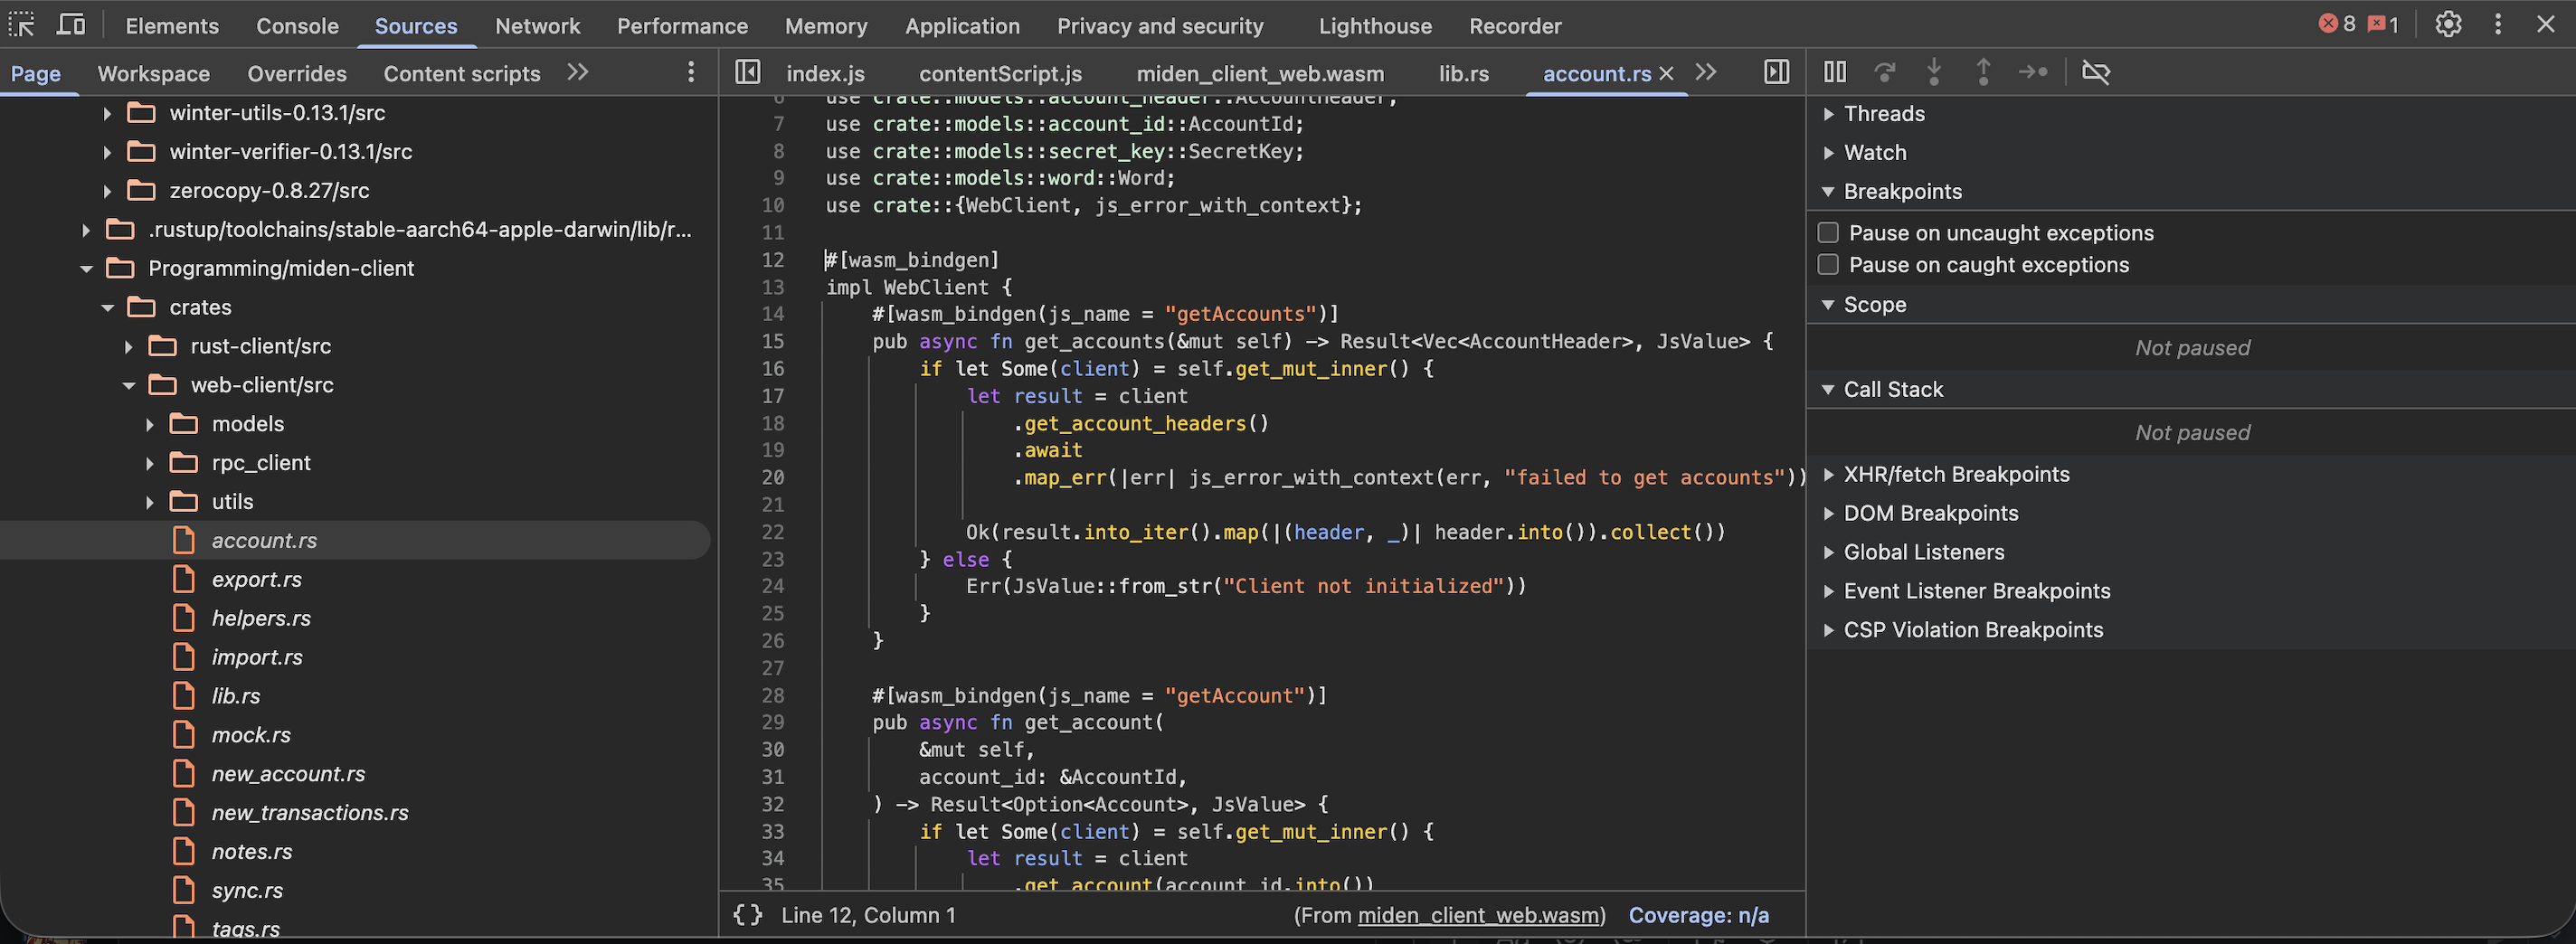 Elements Console Sources Network Performance Memory Application Privacy and security Lighthouse Recorder 8 1
Page Workspace Overrides Content scripts
winter-utils-0.13.1/src
winter-verifier-0.13.1/src
zerocopy-0.8.27/src
.rustup/toolchains/stable-aarch64-apple-darwin/lib/r...
Programming/miden-client
crates
rust-client/src
web-client/src
models
rpc_client
utils
account.rs
export.rs
helpers.rs
import.rs
lib.rs
mock.rs
new_account.rs
new_transactions.rs
notes.rs
sync.rs
tags.rs
index.js contentScript.js miden_client_web.wasm lib.rs account.rs
6 use crate::models::account_header::AccountHeader;
7 use crate::models::account_id::AccountId;
8 use crate::models::secret_key::SecretKey;
9 use crate::models::word::Word;
10 use crate::{WebClient, js_error_with_context};
11
12 #[wasm_bindgen]
13 impl WebClient {
14 #[wasm_bindgen(js_name = "getAccounts")]
15 pub async fn get_accounts(&mut self) -> Result<Vec<AccountHeader>, JsValue> {
16 if let Some(client) = self.get_mut_inner() {
17 let result = client
18 .get_account_headers()
19 .await
20 .map_err(|err| js_error_with_context(err, "failed to get accounts"))
21
22 Ok(result.into_iter().map(|(header, _)| header.into()).collect())
23 } else {
24 Err(JsValue::from_str("Client not initialized"))
25 }
26 }
27
28 #[wasm_bindgen(js_name = "getAccount")]
29 pub async fn get_account(
30 &mut self,
31 account_id: &AccountId,
32 ) -> Result<Option<Account>, JsValue> {
33 if let Some(client) = self.get_mut_inner() {
34 let result = client
35 .get_account(account_id.into())
{} Line 12, Column 1 (From miden_client_web.wasm) Coverage: n/a
Threads
Watch
Breakpoints
Pause on uncaught exceptions
Pause on caught exceptions
Scope
Not paused
Call Stack
Not paused
XHR/fetch Breakpoints
DOM Breakpoints
Global Listeners
Event Listener Breakpoints
CSP Violation Breakpoints